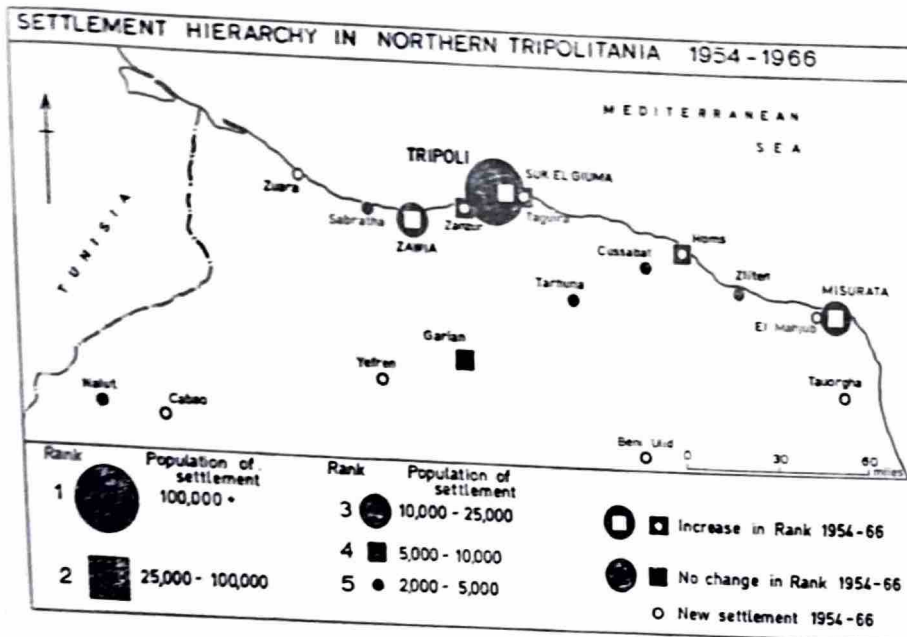 SETTLEMENT HIERARCHY IN NORTHERN TRIPOLITANIA 1954-1966
MEDITERRANEAN
SEA
TRIPOLI
SUK EL GIUMA
Zuara
Sabratha
ZAWIA
Zanzur
Tagiura
TUNISIA
Cussabat
Homs
Tarhuna
Zliten
MISURATA
El Mahjub
Garian
Yefren
Nalut
Cabao
Tauorgha
Beni Ulid
0 30 60
miles
Rank
Population of
settlement
1 100,000 +
2 25,000 - 100,000
Rank
Population of
settlement
3 10,000 - 25,000
4 5,000 - 10,000
5 2,000 - 5,000
Increase in Rank 1954-66
No change in Rank 1954-66
New settlement 1954-66